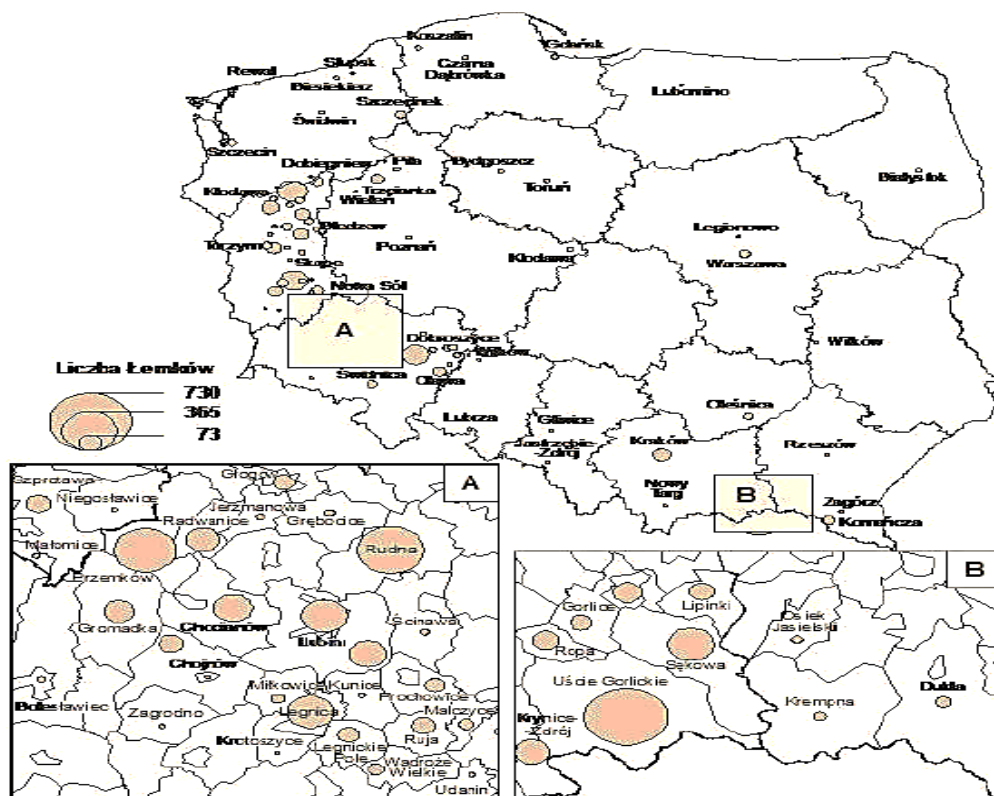 Koszalin
Gdańsk
Słupsk
Czarna
Dąbrówka
Rewal
Biesiekierz
Lubomino
Szczecinek
Świdwin
Szczecin
Dobiegniew
Piła
Bydgoszcz
Białystok
Trzcianka
Toruń
Kłodawa
Wieleń
Bledzew
Legionowo
Torzym
Poznań
Kłodawa
Warszawa
Skąpe
Nowa Sól
A
Dobroszyce
Wilków
Liczba Łemków
Świdnica
Oława
730
365
Oleśnica
73
Lubrza
Gliwice
Kraków
Rzeszów
Jastrzębie
-Zdrój
Nowy
Targ
B
Zagórz
Komańcza
A
Szprotawa
Głogów
Niegosławice
Jerzmanowa
Radwanice
Grębocice
Małomice
Rudna
Przemków
Gromadka
Chocianów
Lubin
Ścinawa
Chojnów
Miłkowice
Kunice
Prochowice
Bolesławiec
Legnica
Malczyce
Zagrodno
Ruja
Krotoszyce
Legnickie
Pole
Wądroże
Wielkie
Udanin
B
Gorlice
Lipinki
Osiek
Jasielski
Ropa
Sękowa
Uście Gorlickie
Dukla
Krempna
Krynica
-Zdrój